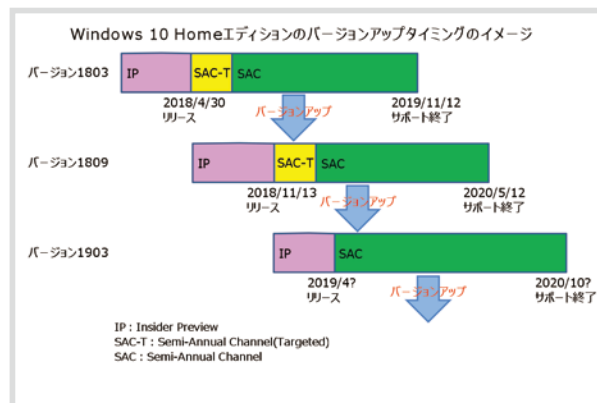 Windows 10 Homeエディションのバージョンアップタイミングのイメージ
バージョン1803
IP
SAC-T
SAC
2018/4/30
リリース
バージョンアップ
2019/11/12
サポート終了
バージョン1809
IP
SAC-T
SAC
2018/11/13
リリース
バージョンアップ
2020/5/12
サポート終了
バージョン1903
IP
SAC
2019/4?
リリース
バージョンアップ
2020/10?
サポート終了
IP : Insider Preview
SAC-T : Semi-Annual Channel(Targeted)
SAC : Semi-Annual Channel